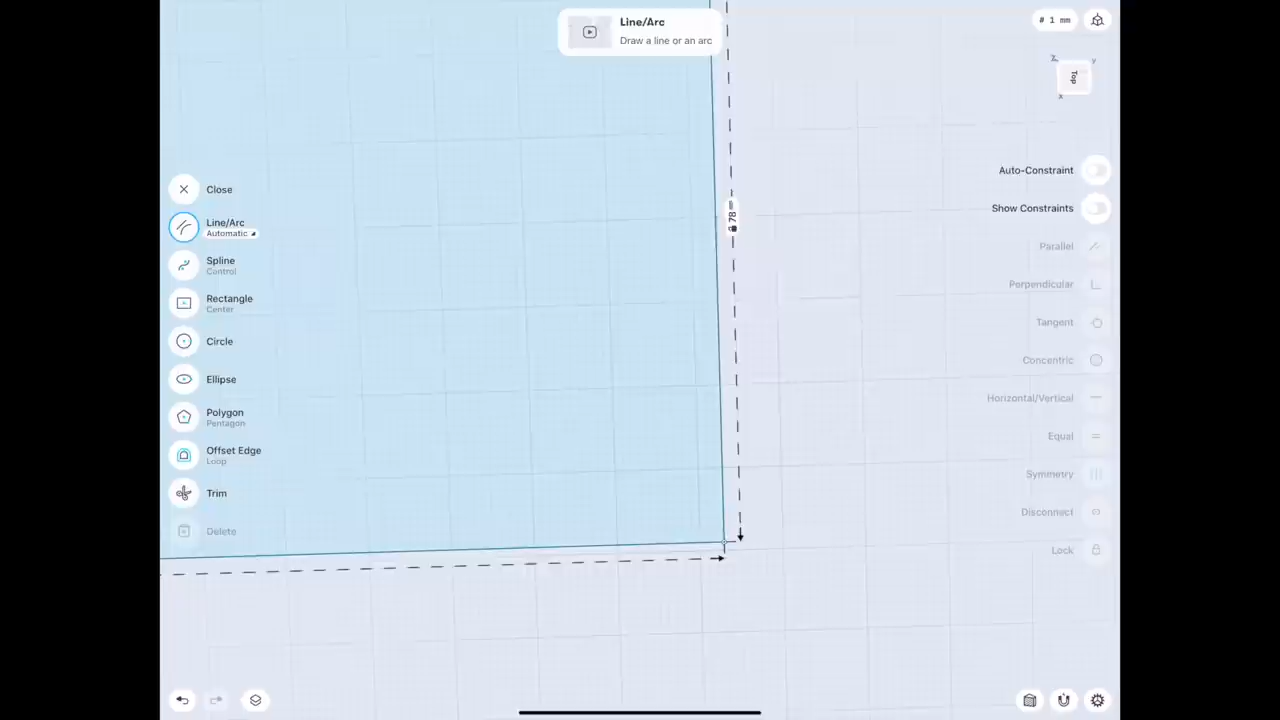 Line/Arc
Draw a line or an arc
# 1 mm
Z
y
Top
x
Auto-Constraint
Show Constraints
Close
Line/Arc
Automatic
Spline
Control
Rectangle
Center
Circle
Ellipse
Polygon
Pentagon
Offset Edge
Loop
Trim
Delete
78
Parallel
Perpendicular
Tangent
Concentric
Horizontal/Vertical
Equal
Symmetry
Disconnect
Lock